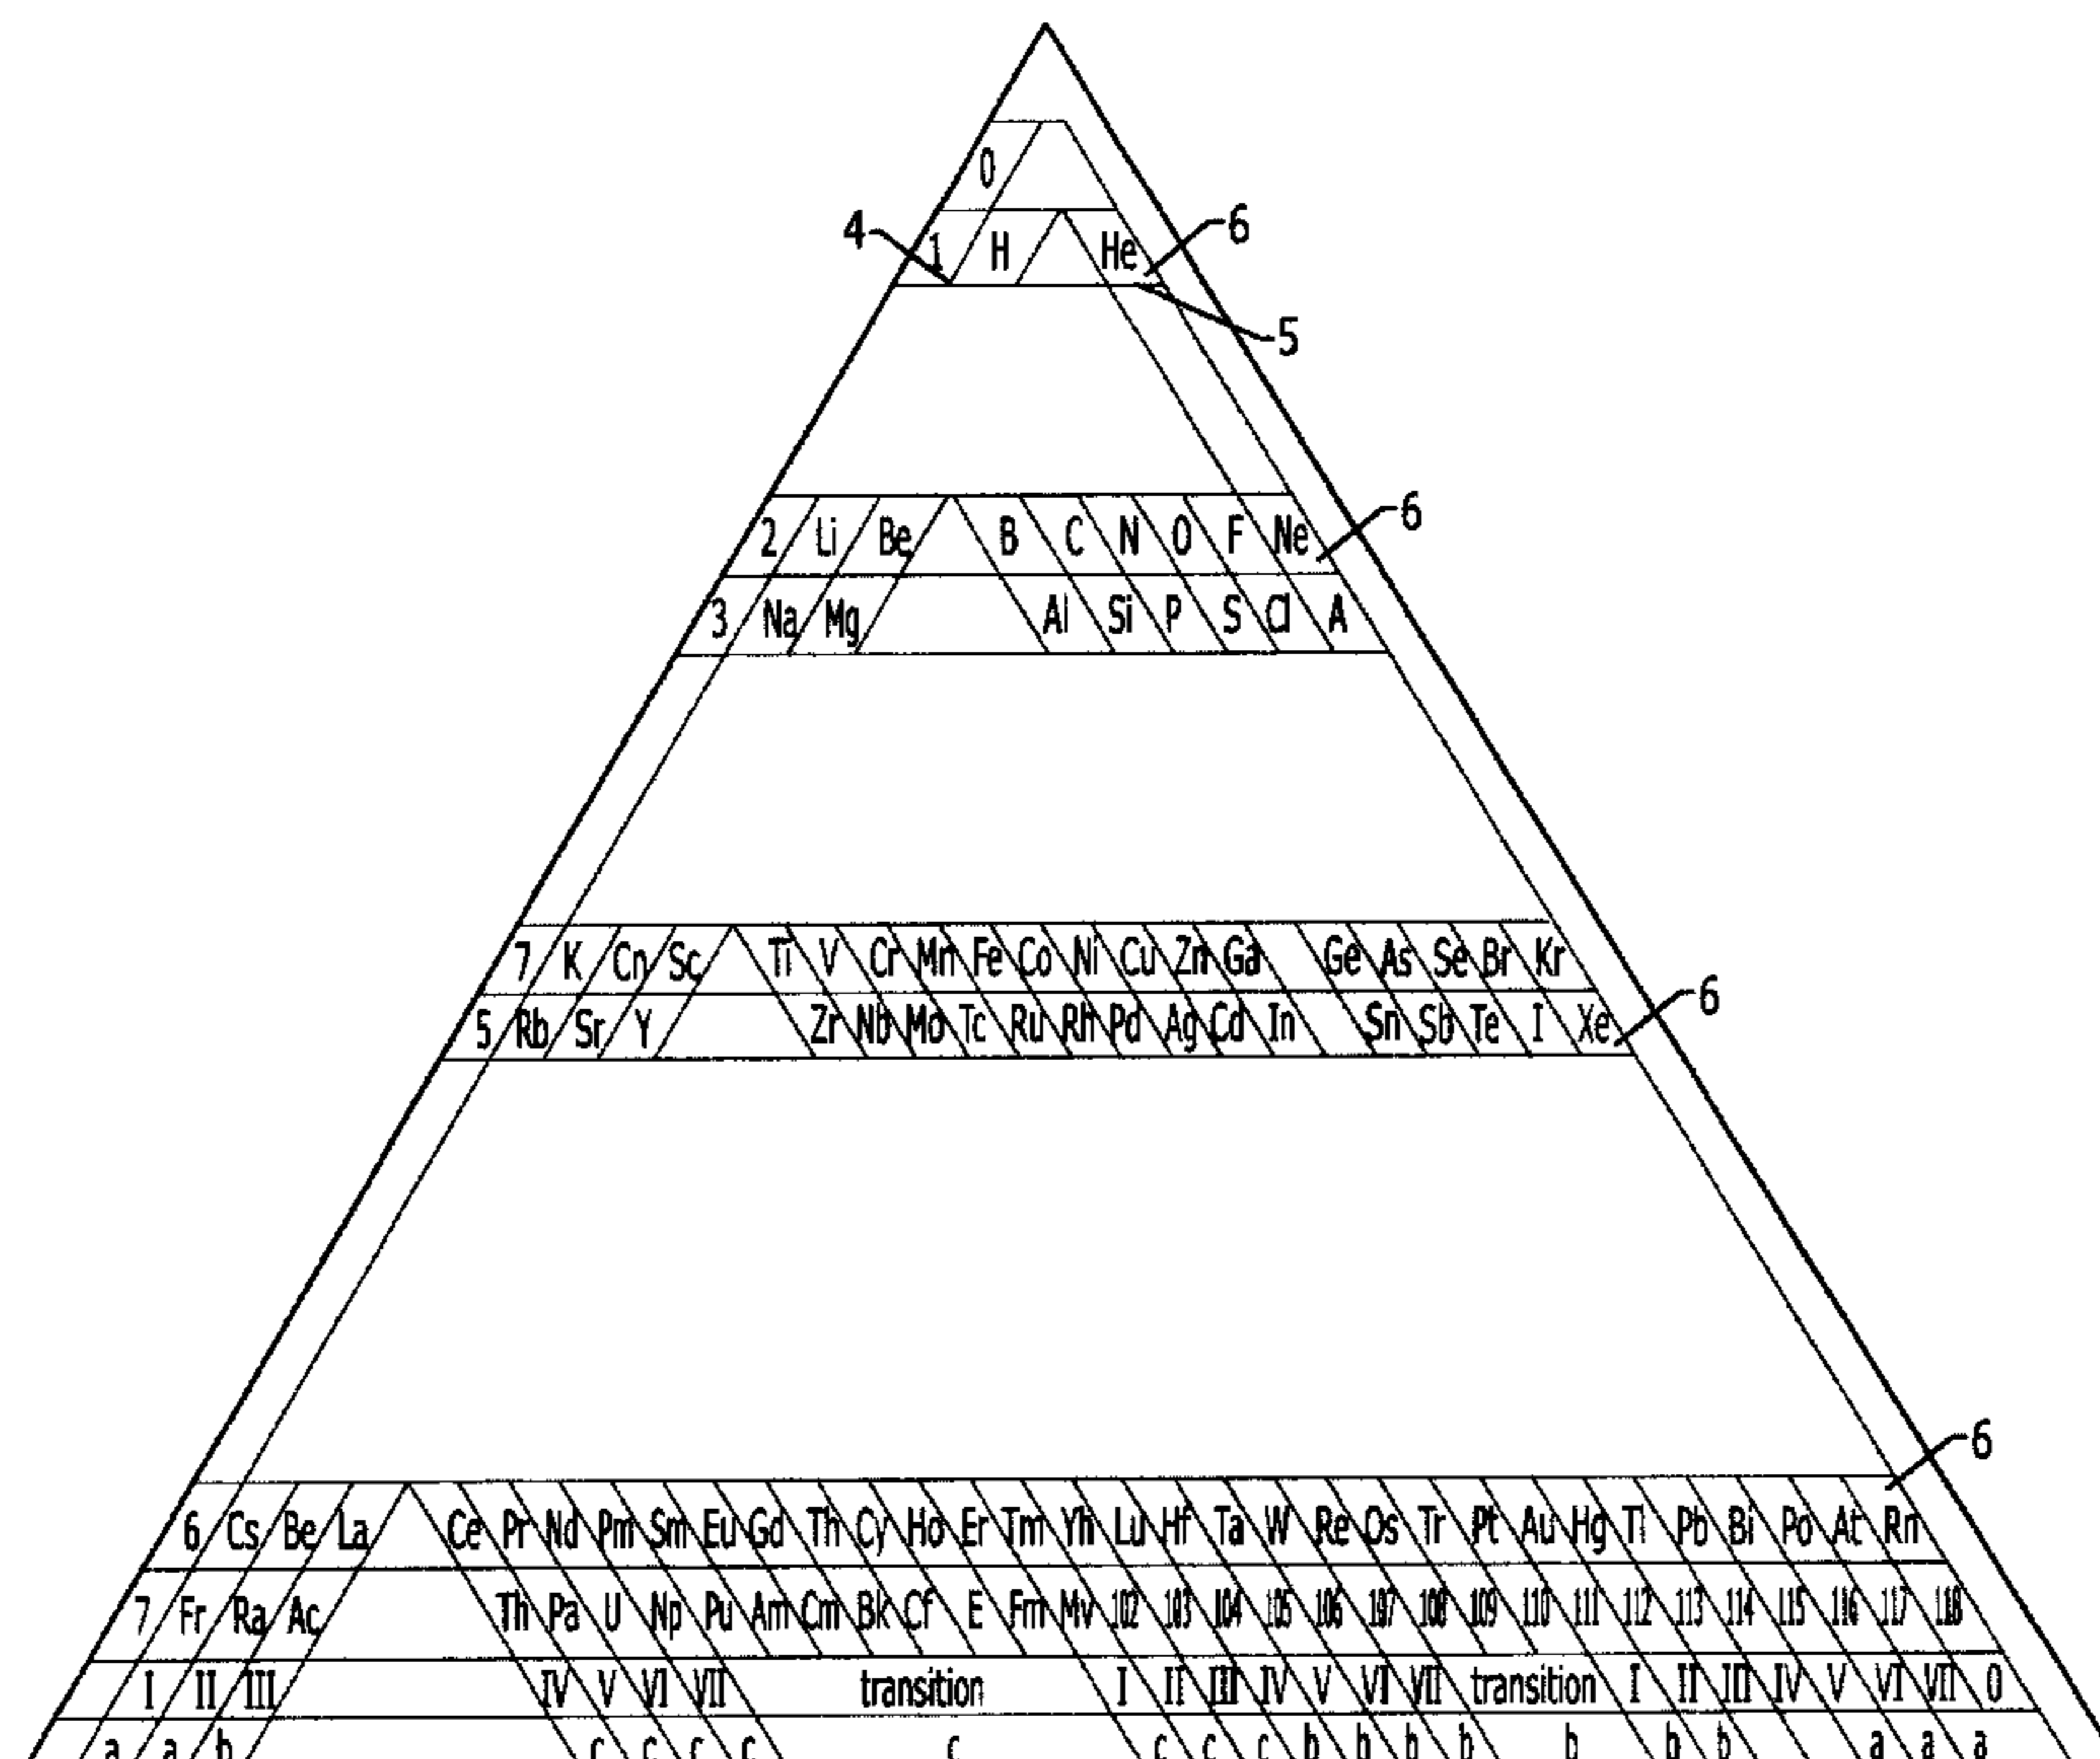 0
4 1 H He 6
5
2 Li Be B C N O F Ne 6
3 Na Mg Al Si P S Cl A
7 K Cn Sc Ti V Cr Mn Fe Co Ni Cu Zn Ga Ge As Se Br Kr
6
5 Rb Sr Y Zr Nb Mo Tc Ru Rh Pd Ag Cd In Sn Sb Te I Xe
6
6 Cs Be La Ce Pr Nd Pm Sm Eu Gd Th Cy Ho Er Tm Yh Lu Hf Ta W Re Os Tr Pt Au Hg Tl Pb Bi Po At Rn
7 Fr Ra Ac Th Pa U Np Pu Am Cm Bk Cf E Fm Mv 102 103 104 105 106 107 108 109 110 111 112 113 114 115 116 117 118
I II III IV V VI VII transition I II III IV V VI VII transition I II III IV V VI VII 0
a a b c c c c c c c c b b b b b b b a a a